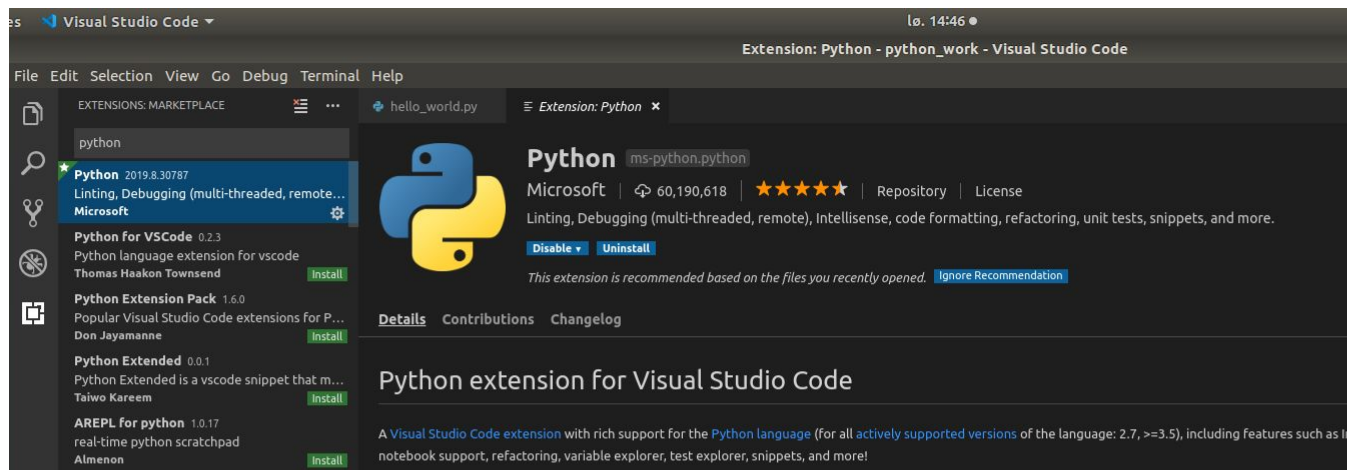 es Visual Studio Code lø. 14:46
Extension: Python - python_work - Visual Studio Code
File Edit Selection View Go Debug Terminal Help
EXTENSIONS: MARKETPLACE
python
Python 2019.8.30787
Linting, Debugging (multi-threaded, remote...
Microsoft
Python for VSCode 0.2.3
Python language extension for vscode
Thomas Haakon Townsend Install
Python Extension Pack 1.6.0
Popular Visual Studio Code extensions for P...
Don Jayamanne Install
Python Extended 0.0.1
Python Extended is a vscode snippet that m...
Taiwo Kareem Install
AREPL for python 1.0.17
real-time python scratchpad
Almenon Install
hello_world.py Extension: Python ×
Python ms-python.python
Microsoft | 60,190,618 | Repository | License
Linting, Debugging (multi-threaded, remote), Intellisense, code formatting, refactoring, unit tests, snippets, and more.
Disable Uninstall
This extension is recommended based on the files you recently opened. Ignore Recommendation
Details Contributions Changelog
Python extension for Visual Studio Code
A Visual Studio Code extension with rich support for the Python language (for all actively supported versions of the language: 2.7, >=3.5), including features such as I
notebook support, refactoring, variable explorer, test explorer, snippets, and more!